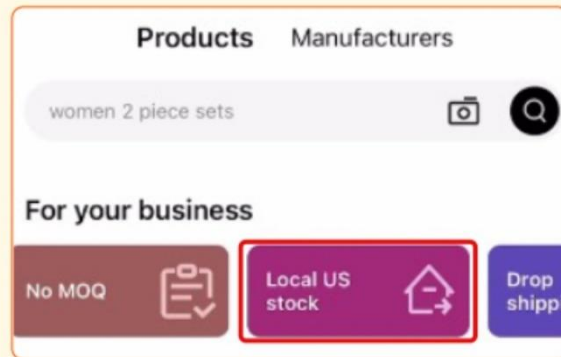 Products Manufacturers
women 2 piece sets
For your business
No MOQ
Local US
stock
Drop
shipp